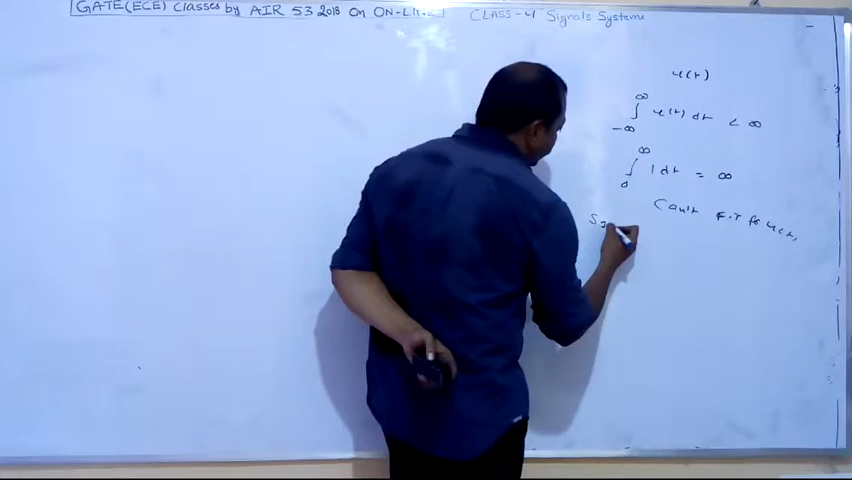 GATE(ECE) Classes by AIR 53 2018 On ON-LINE CLASS-4 Signals Systems
u(t)
∞
∫ u(t) dt < ∞
-∞
∞
∫ 1 dt = ∞
0
Can't F.T for u(t)